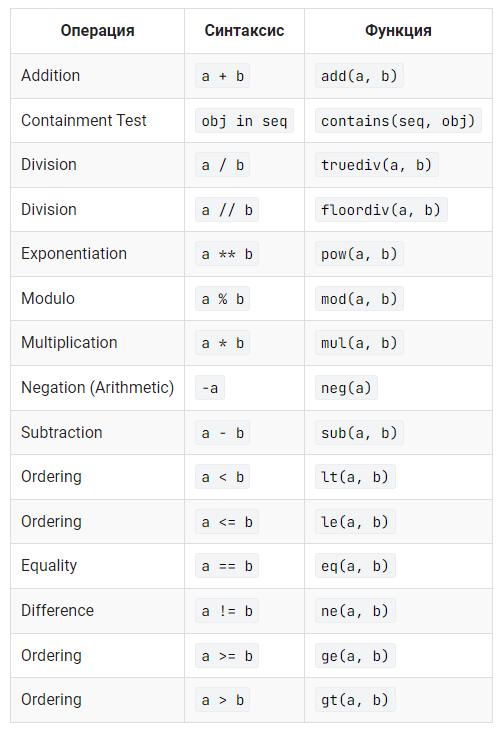 Операция Синтаксис Функция
Addition a + b add(a, b)
Containment Test obj in seq contains(seq, obj)
Division a / b truediv(a, b)
Division a // b floordiv(a, b)
Exponentiation a ** b pow(a, b)
Modulo a % b mod(a, b)
Multiplication a * b mul(a, b)
Negation (Arithmetic) -a neg(a)
Subtraction a - b sub(a, b)
Ordering a < b lt(a, b)
Ordering a <= b le(a, b)
Equality a == b eq(a, b)
Difference a != b ne(a, b)
Ordering a >= b ge(a, b)
Ordering a > b gt(a, b)